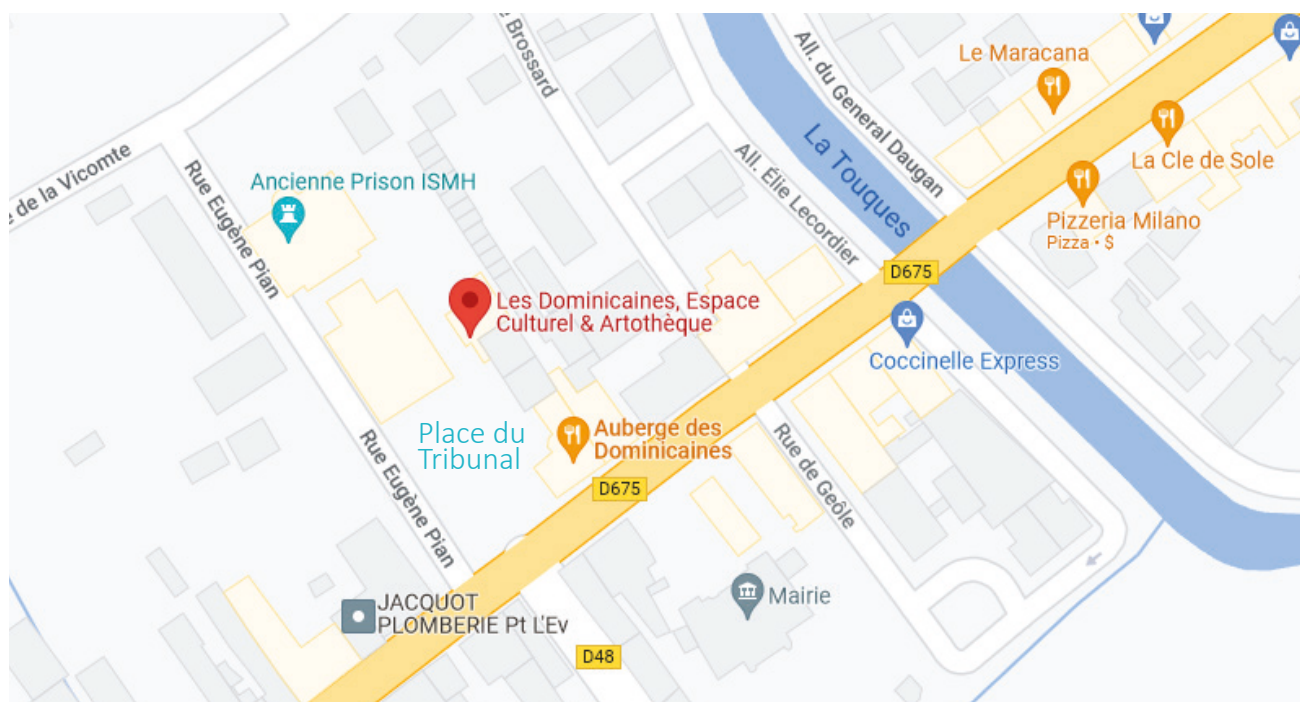 Brossard
All. du General Daugan
Le Maracana
La Touques
La Cle de Sole
e de la Vicomte
Rue Eugène Pian
Ancienne Prison ISMH
All. Élie Lecordier
Pizzeria Milano
Pizza • $
D675
Les Dominicaines, Espace
Culturel & Artothèque
Coccinelle Express
Place du
Tribunal
Auberge des
Dominicaines
Rue de Geôle
D675
Rue Eugène Pian
JACQUOT
PLOMBERIE Pt L'Ev
Mairie
D48